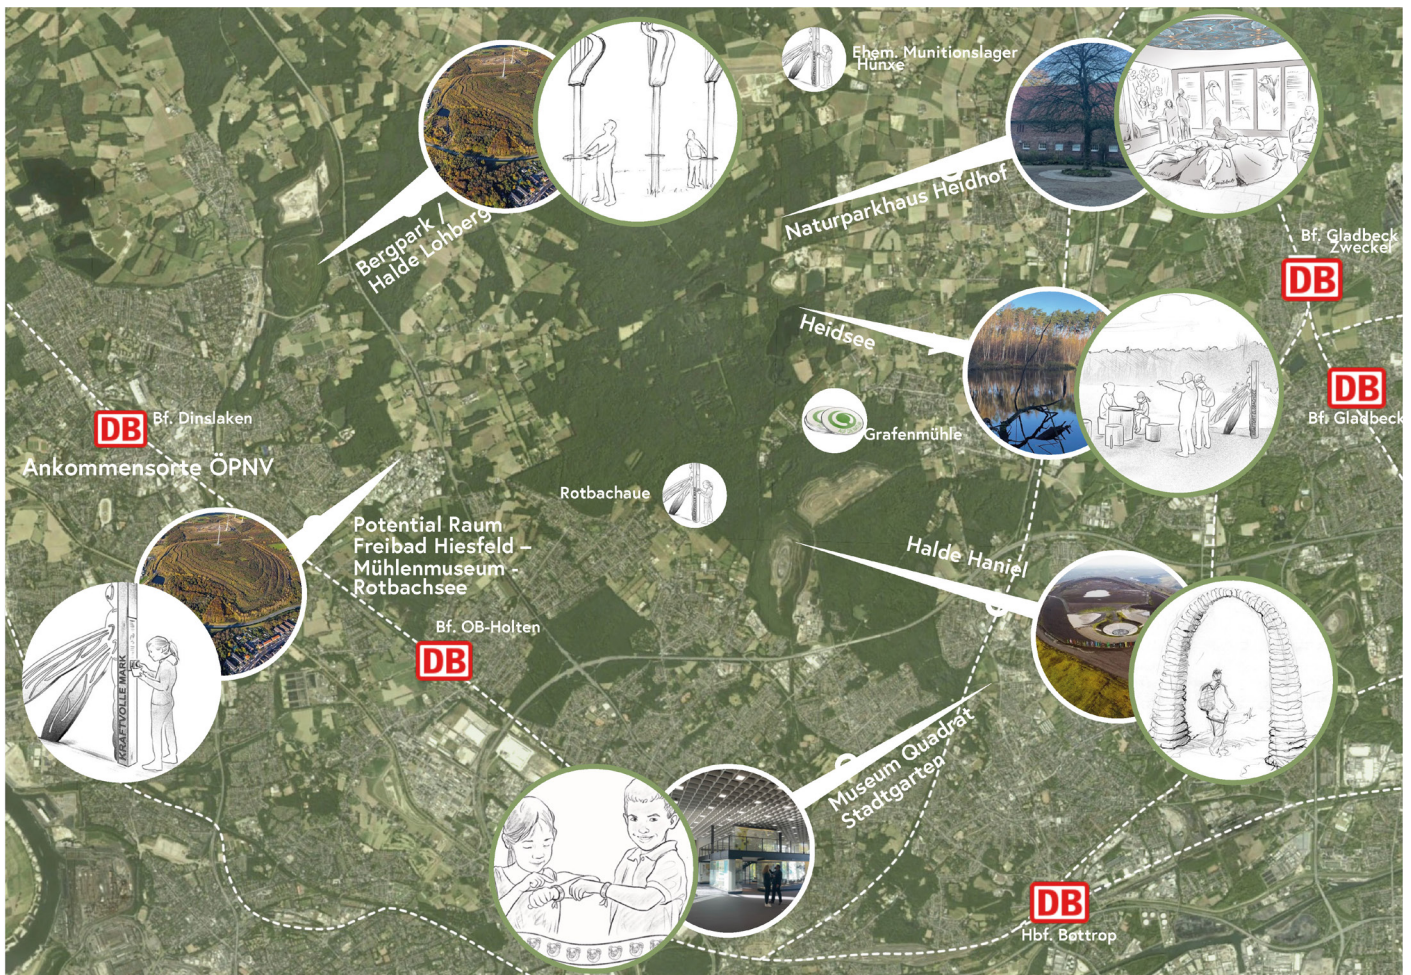 Ehem. Munitionslager
Hünxe
Bergpark /
Halde Lohberg
Naturparkhaus Heidhof
Bf. Gladbeck
Zweckel
DB
Heidsee
DB
Bf. Gladbeck
DB
Bf. Dinslaken
Ankommensorte ÖPNV
Grafenmühle
Rotbachaue
Potential Raum
Freibad Hiesfeld –
Mühlenmuseum -
Rotbachsee
Halde Haniel
Bf. OB-Holten
DB
KRAFTVOLLE MARK
Museum Quadrat
Stadtgarten
DB
Hbf. Bottrop